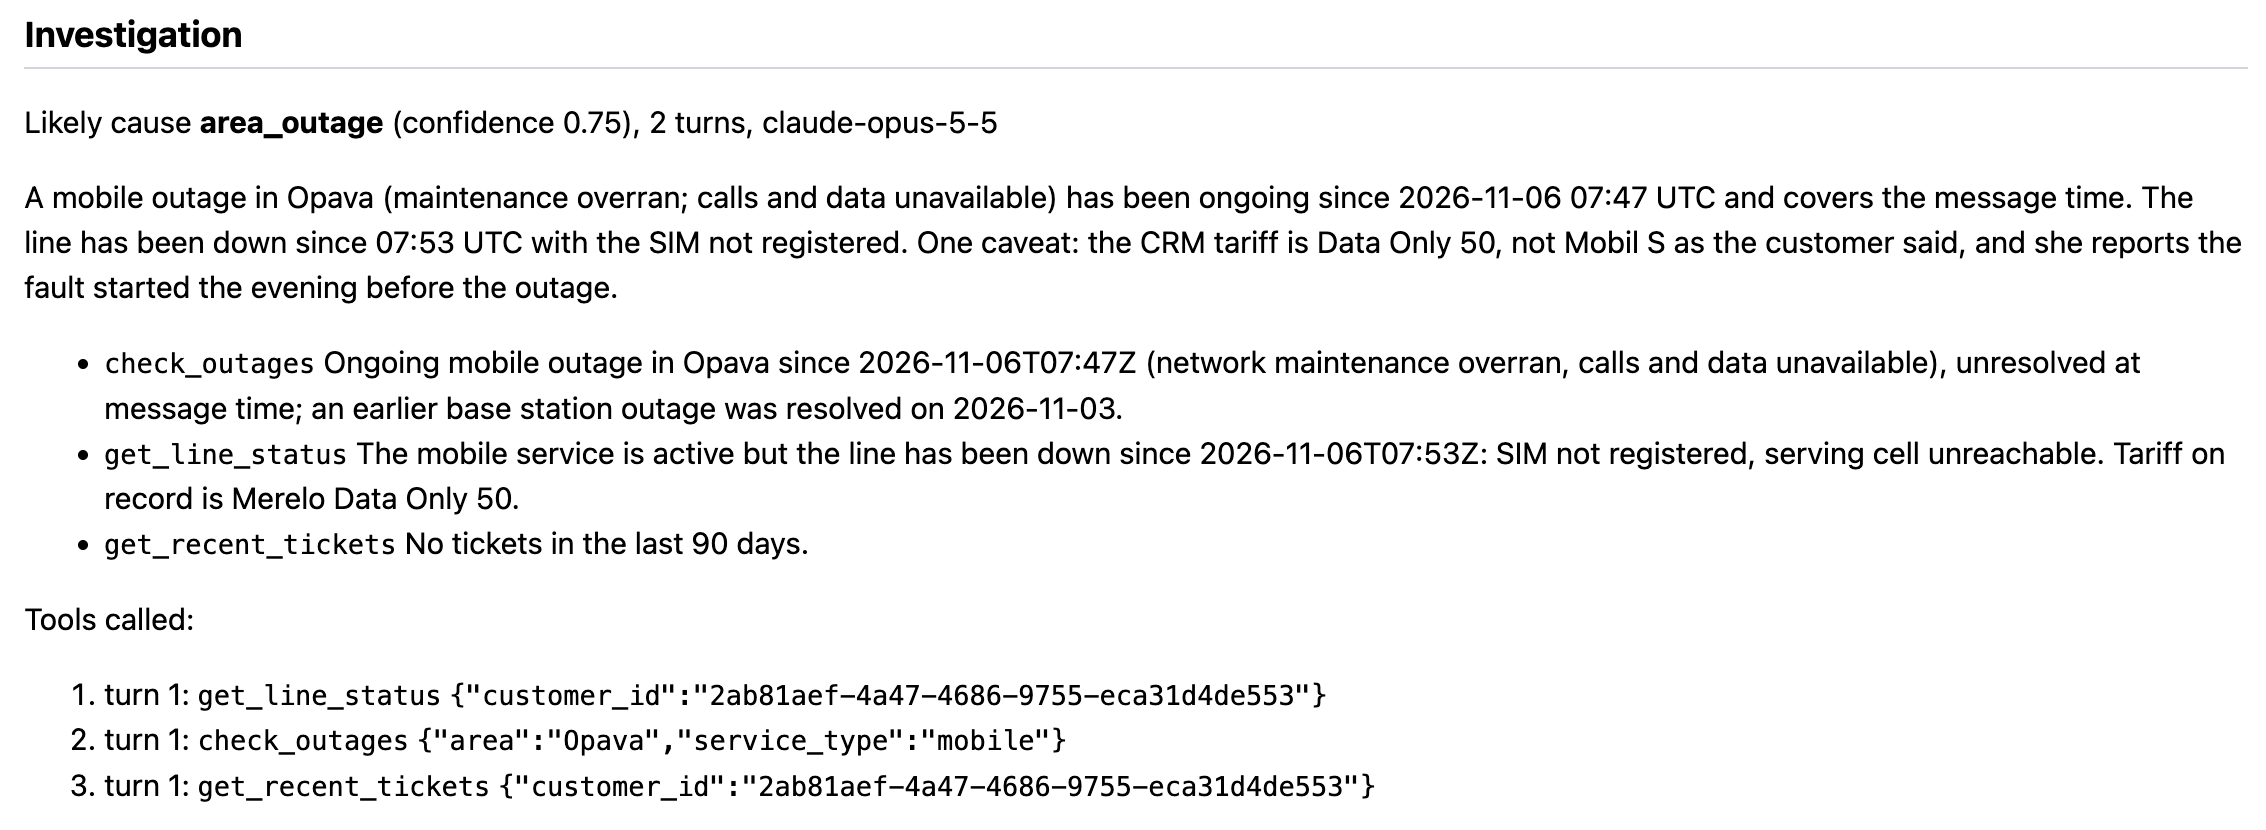 Investigation
Likely cause area_outage (confidence 0.75), 2 turns, claude-opus-5-5
A mobile outage in Opava (maintenance overran; calls and data unavailable) has been ongoing since 2026-11-06 07:47 UTC and covers the message time. The
line has been down since 07:53 UTC with the SIM not registered. One caveat: the CRM tariff is Data Only 50, not Mobil S as the customer said, and she reports the
fault started the evening before the outage.
• check_outages Ongoing mobile outage in Opava since 2026-11-06T07:47Z (network maintenance overran, calls and data unavailable), unresolved at
message time; an earlier base station outage was resolved on 2026-11-03.
• get_line_status The mobile service is active but the line has been down since 2026-11-06T07:53Z: SIM not registered, serving cell unreachable. Tariff on
record is Merelo Data Only 50.
• get_recent_tickets No tickets in the last 90 days.
Tools called:
1. turn 1: get_line_status {"customer_id":"2ab81aef-4a47-4686-9755-eca31d4de553"}
2. turn 1: check_outages {"area":"Opava","service_type":"mobile"}
3. turn 1: get_recent_tickets {"customer_id":"2ab81aef-4a47-4686-9755-eca31d4de553"}